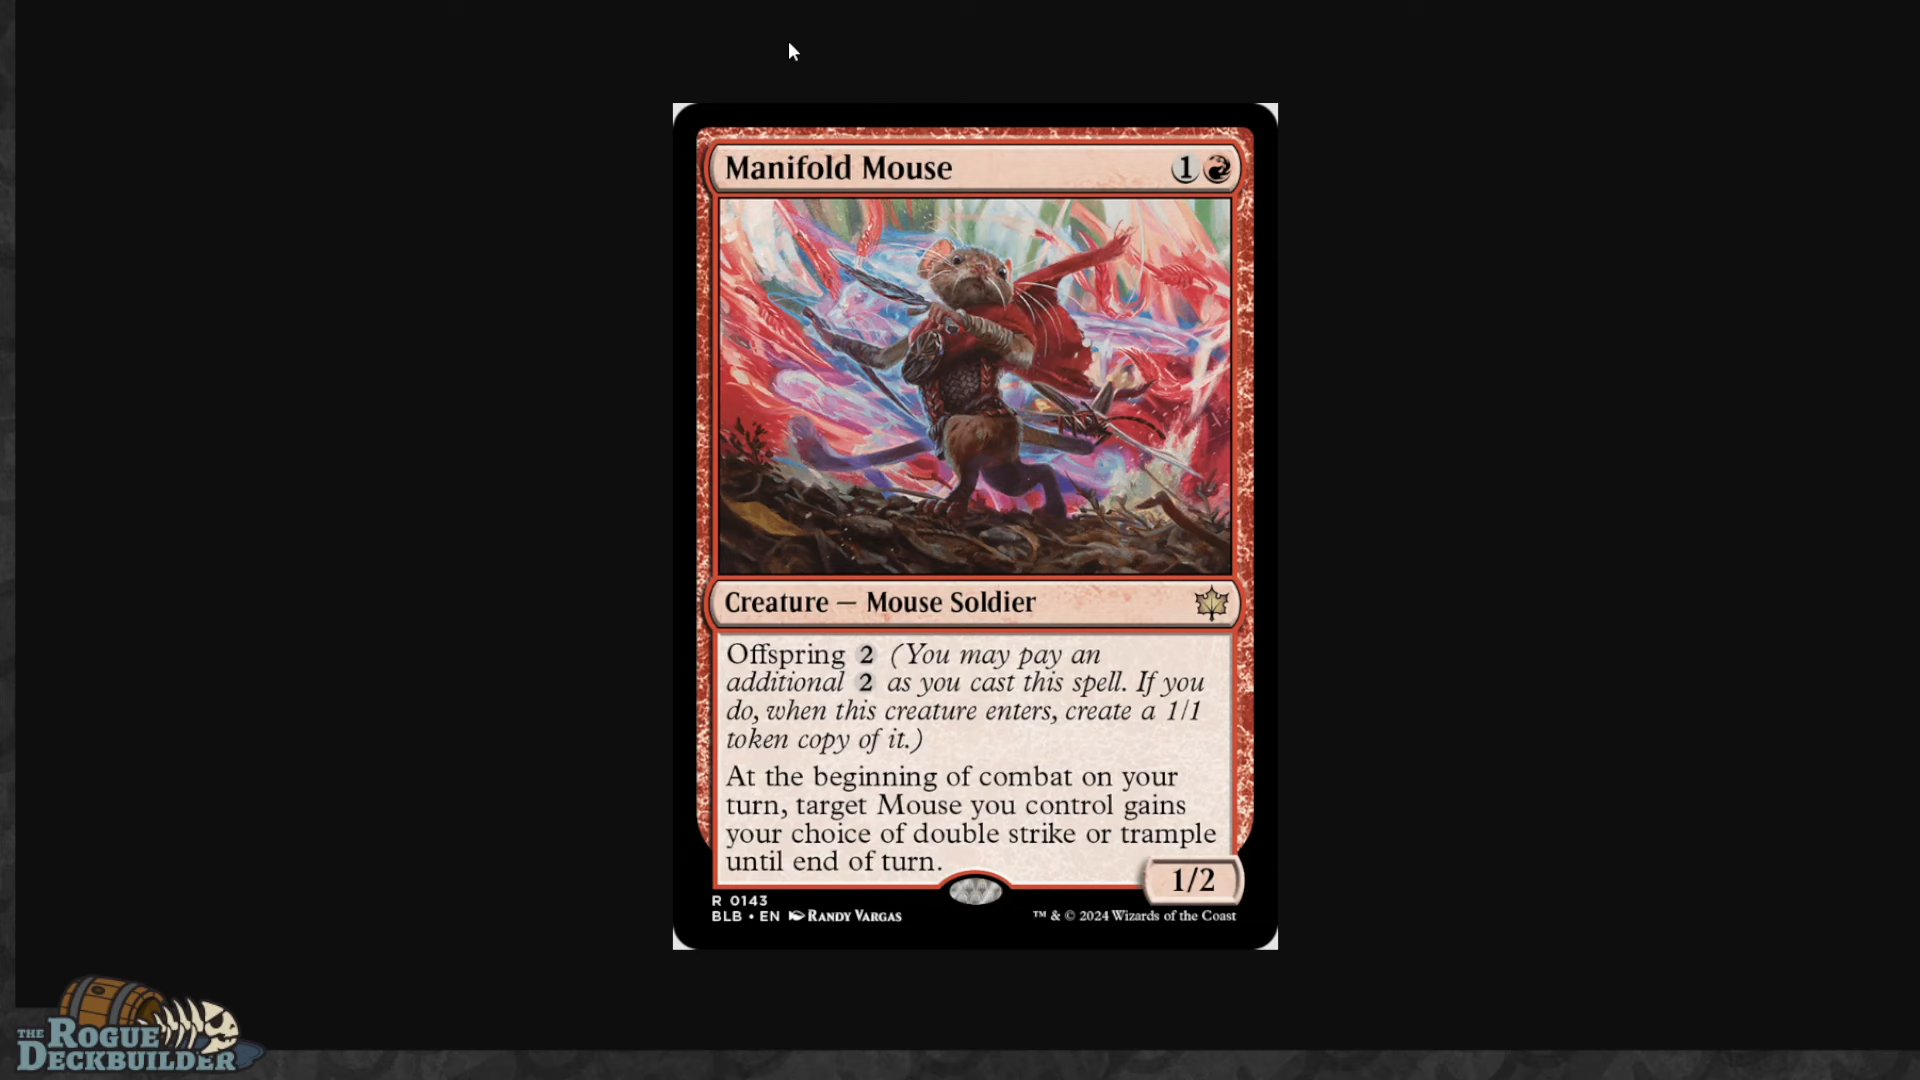 Manifold Mouse 1
Creature — Mouse Soldier
Offspring 2 (You may pay an
additional 2 as you cast this spell. If you
do, when this creature enters, create a 1/1
token copy of it.)
At the beginning of combat on your
turn, target Mouse you control gains
your choice of double strike or trample
until end of turn.
1/2
R 0143
BLB • EN RANDY VARGAS
™ & © 2024 Wizards of the Coast
THE ROGUE
DECKBUILDER